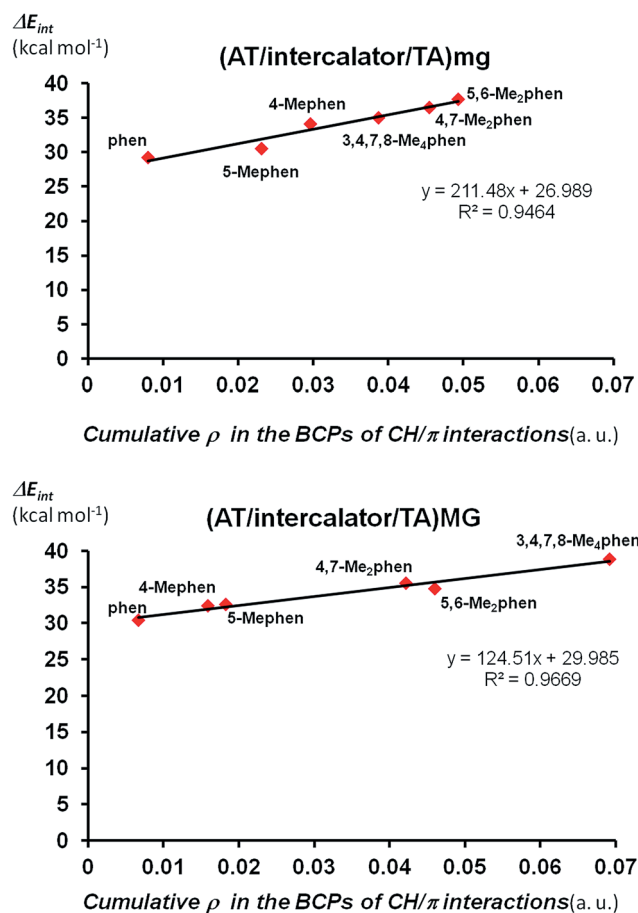 ΔE_int
(kcal mol⁻¹)
(AT/intercalator/TA)mg
40
35
30
25
20
15
10
5
0
phen
5-Mephen
4-Mephen
3,4,7,8-Me₄phen
4,7-Me₂phen
5,6-Me₂phen
y = 211.48x + 26.989
R² = 0.9464
0 0.01 0.02 0.03 0.04 0.05 0.06 0.07
Cumulative ρ in the BCPs of CH/π interactions(a. u.)
ΔE_int
(kcal mol⁻¹)
(AT/intercalator/TA)MG
40
35
30
25
20
15
10
5
0
phen
4-Mephen
5-Mephen
4,7-Me₂phen
5,6-Me₂phen
3,4,7,8-Me₄phen
y = 124.51x + 29.985
R² = 0.9669
0 0.01 0.02 0.03 0.04 0.05 0.06 0.07
Cumulative ρ in the BCPs of CH/π interactions(a. u.)